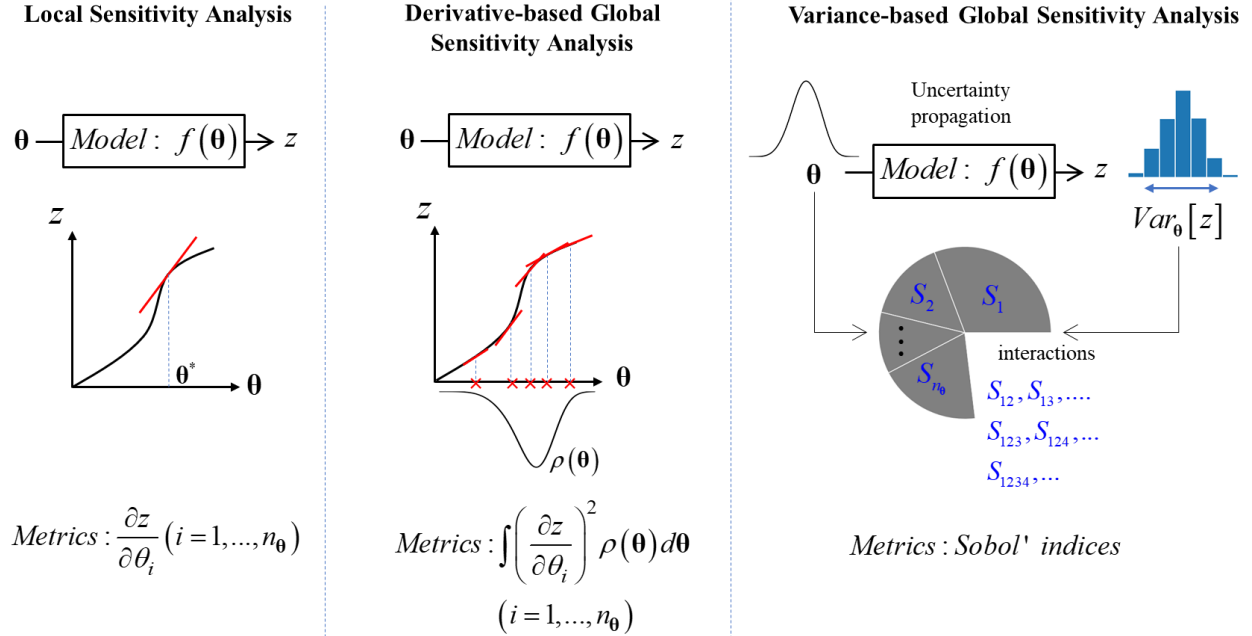 Local Sensitivity Analysis
θ
Model : f(θ)
z
z
θ*
θ
Metrics : ∂z/∂θ_i (i = 1,...,n_θ)
Derivative-based Global
Sensitivity Analysis
θ
Model : f(θ)
z
z
θ
ρ(θ)
Metrics : ∫(∂z/∂θ_i)² ρ(θ)dθ
(i = 1,...,n_θ)
Variance-based Global Sensitivity Analysis
Uncertainty
propagation
θ
Model : f(θ)
z
Var_θ[z]
S_2
S_1
⋮
S_{n_θ}
interactions
S_12, S_13, ....
S_123, S_124, ...
S_1234, ...
Metrics : Sobol' indices